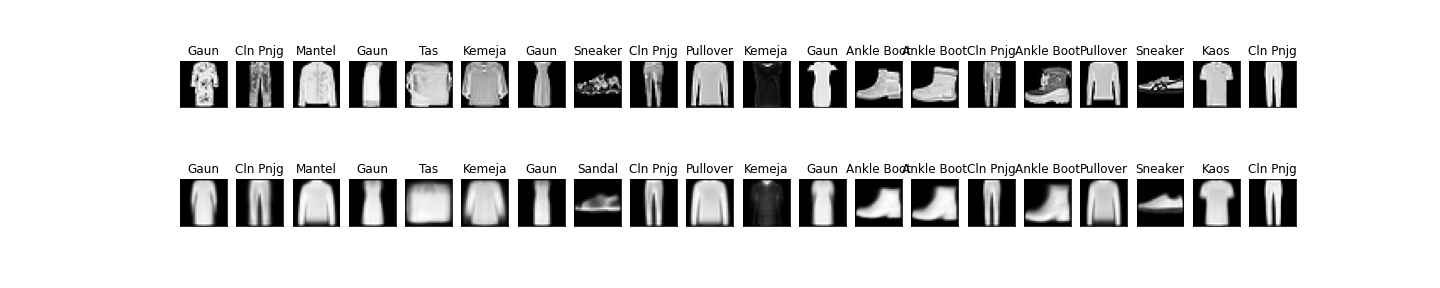 Gaun Cln Pnjg Mantel Gaun Tas Kemeja Gaun Sneaker Cln Pnjg Pullover Kemeja Gaun Ankle Boot Ankle Boot Cln Pnjg Ankle Boot Pullover Sneaker Kaos Cln Pnjg
Gaun Cln Pnjg Mantel Gaun Tas Kemeja Gaun Sandal Cln Pnjg Pullover Kemeja Gaun Ankle Boot Ankle Boot Cln Pnjg Ankle Boot Pullover Sneaker Kaos Cln Pnjg